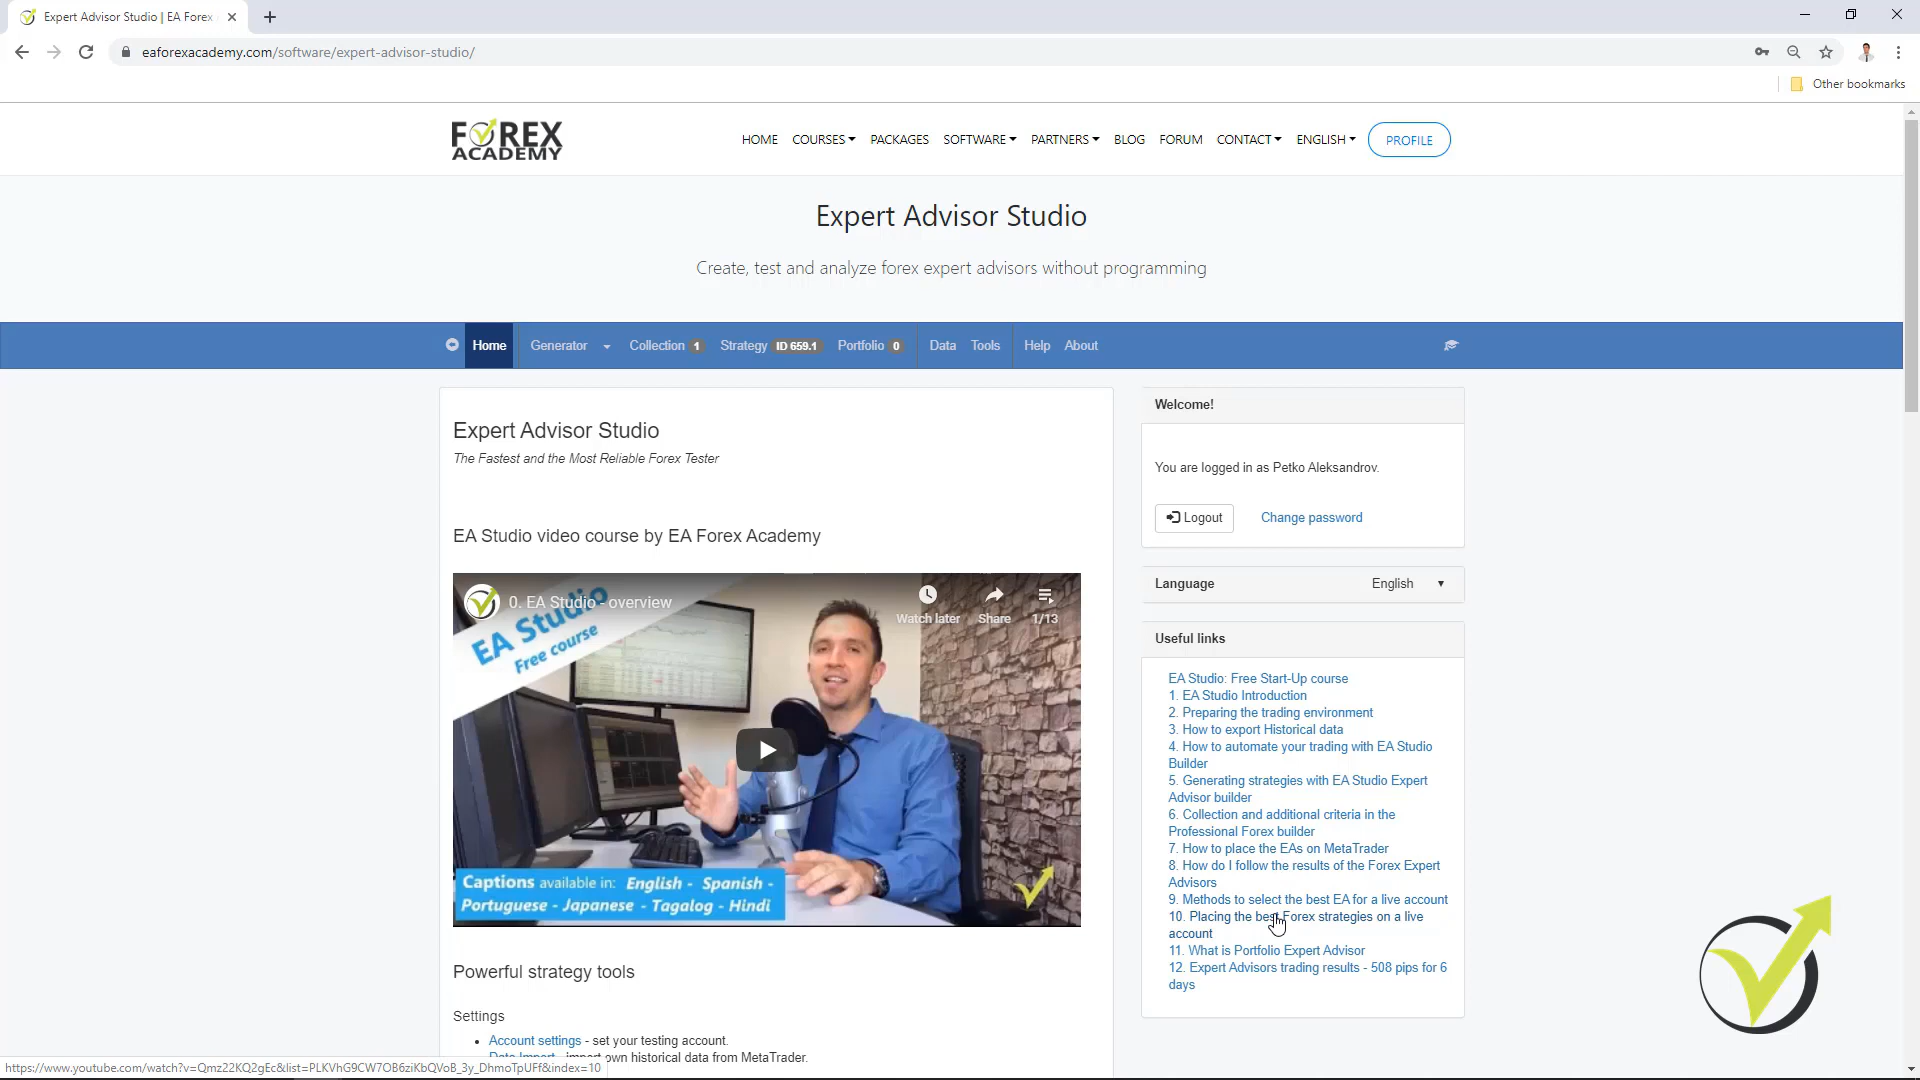 Expert Advisor Studio | EA Forex
eaforexacademy.com/software/expert-advisor-studio/
Other bookmarks
FOREX
ACADEMY
HOME COURSES PACKAGES SOFTWARE PARTNERS BLOG FORUM CONTACT ENGLISH PROFILE
Expert Advisor Studio
Create, test and analyze forex expert advisors without programming
Home Generator Collection 1 Strategy ID 659.1 Portfolio 0 Data Tools Help About
Expert Advisor Studio
The Fastest and the Most Reliable Forex Tester
EA Studio video course by EA Forex Academy
0. EA Studio - overview
Watch later Share 1/13
EA Studio
Free course
Captions available in: English - Spanish -
Portuguese - Japanese - Tagalog - Hindi
Powerful strategy tools
Settings
• Account settings - set your testing account.
Data Import - import own historical data from MetaTrader.
Welcome!
You are logged in as Petko Aleksandrov.
Logout Change password
Language English
Useful links
EA Studio: Free Start-Up course
1. EA Studio Introduction
2. Preparing the trading environment
3. How to export Historical data
4. How to automate your trading with EA Studio
Builder
5. Generating strategies with EA Studio Expert
Advisor builder
6. Collection and additional criteria in the
Professional Forex builder
7. How to place the EAs on MetaTrader
8. How do I follow the results of the Forex Expert
Advisors
9. Methods to select the best EA for a live account
10. Placing the best Forex strategies on a live
account
11. What is Portfolio Expert Advisor
12. Expert Advisors trading results - 508 pips for 6
days
https://www.youtube.com/watch?v=Qmz22KQ2gEc&list=PLKVhG9CW7OB6ziKbQVoB_3y_DhmoTpUFf&index=10